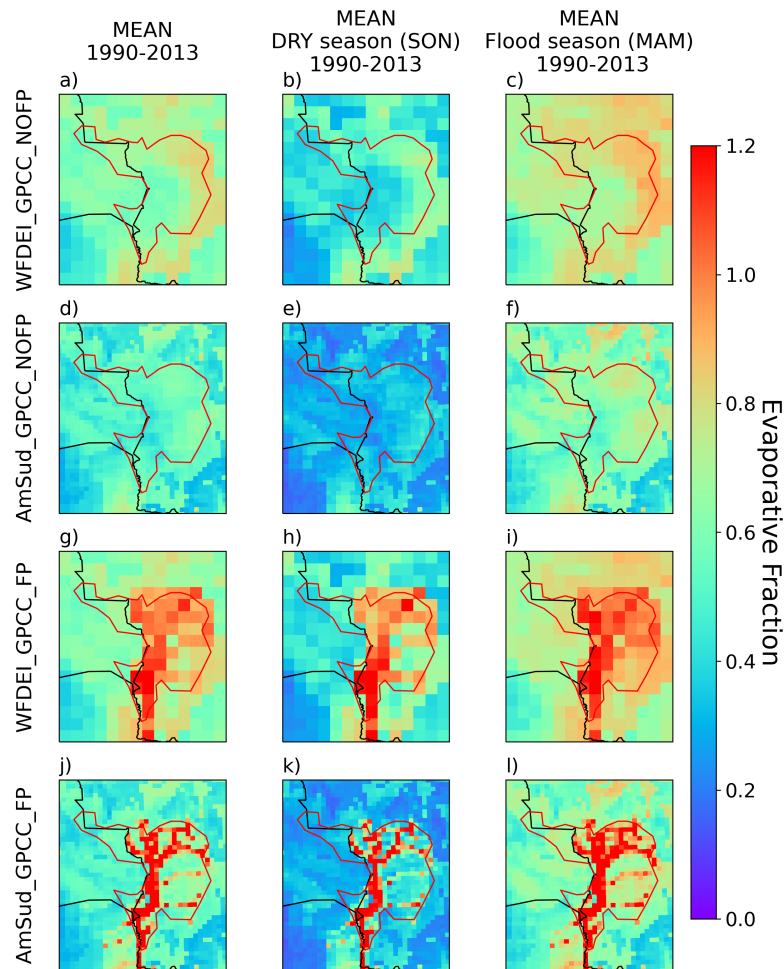 MEAN
1990-2013
MEAN
DRY season (SON)
1990-2013
MEAN
Flood season (MAM)
1990-2013
a)
b)
c)
WFDEI_GPCC_NOFP
d)
e)
f)
AmSud_GPCC_NOFP
g)
h)
i)
WFDEI_GPCC_FP
j)
k)
l)
AmSud_GPCC_FP
1.2
1.0
0.8
0.6
0.4
0.2
0.0
Evaporative Fraction